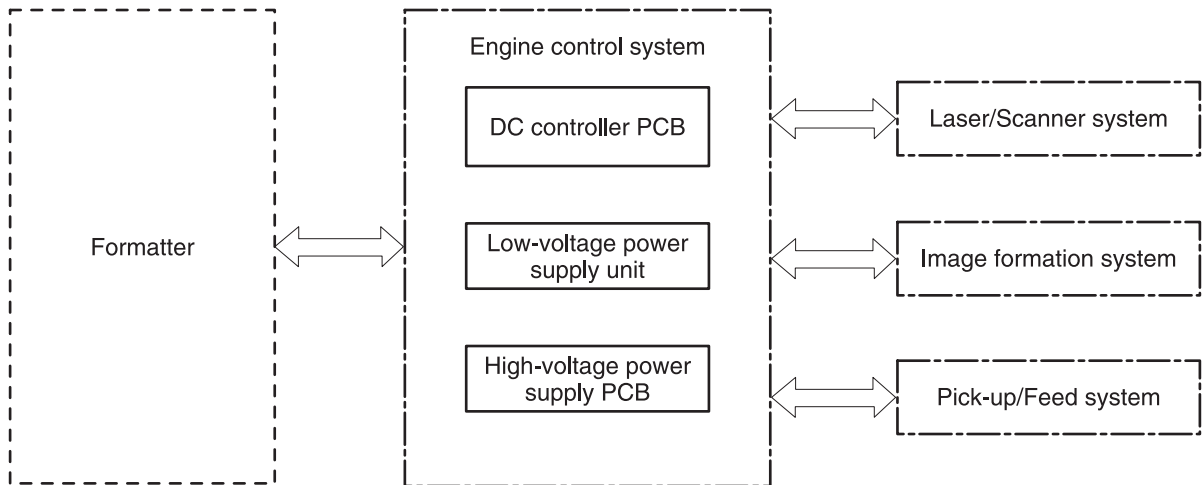 Engine control system
DC controller PCB
Laser/Scanner system
Formatter
Low-voltage power
supply unit
Image formation system
High-voltage power
supply PCB
Pick-up/Feed system